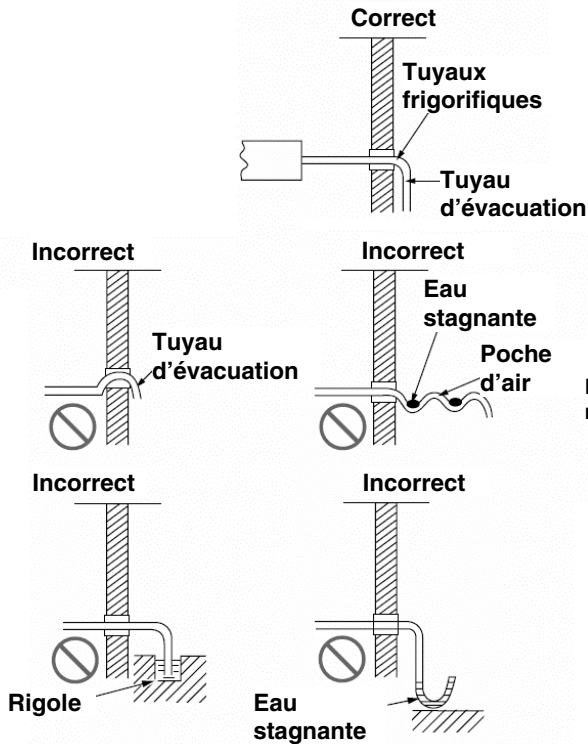 Correct
Tuyaux
frigorifiques
Tuyau
d'évacuation
Incorrect
Tuyau
d'évacuation
Incorrect
Eau
stagnante
Poche
d'air
Incorrect
Rigole
Incorrect
Eau
stagnante